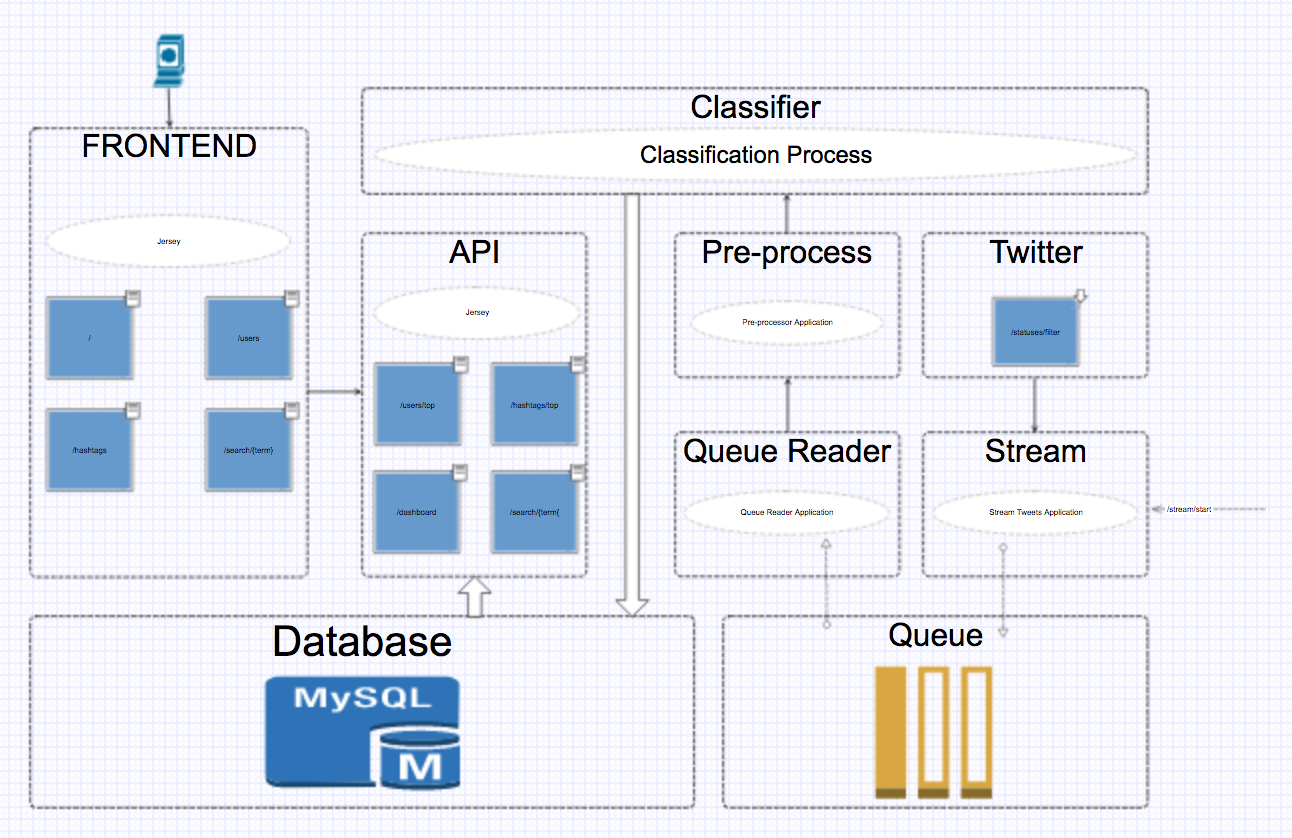 FRONTEND
Jersey
/
/users
/hashtags
/search/{term}
Classifier
Classification Process
API
Jersey
/users/top
/hashtags/top
/dashboard
/search/{term{
Pre-process
Pre-processor Application
Twitter
/statuses/filter
Queue Reader
Queue Reader Application
Stream
Stream Tweets Application
/stream/start
Database
MySQL
M
Queue